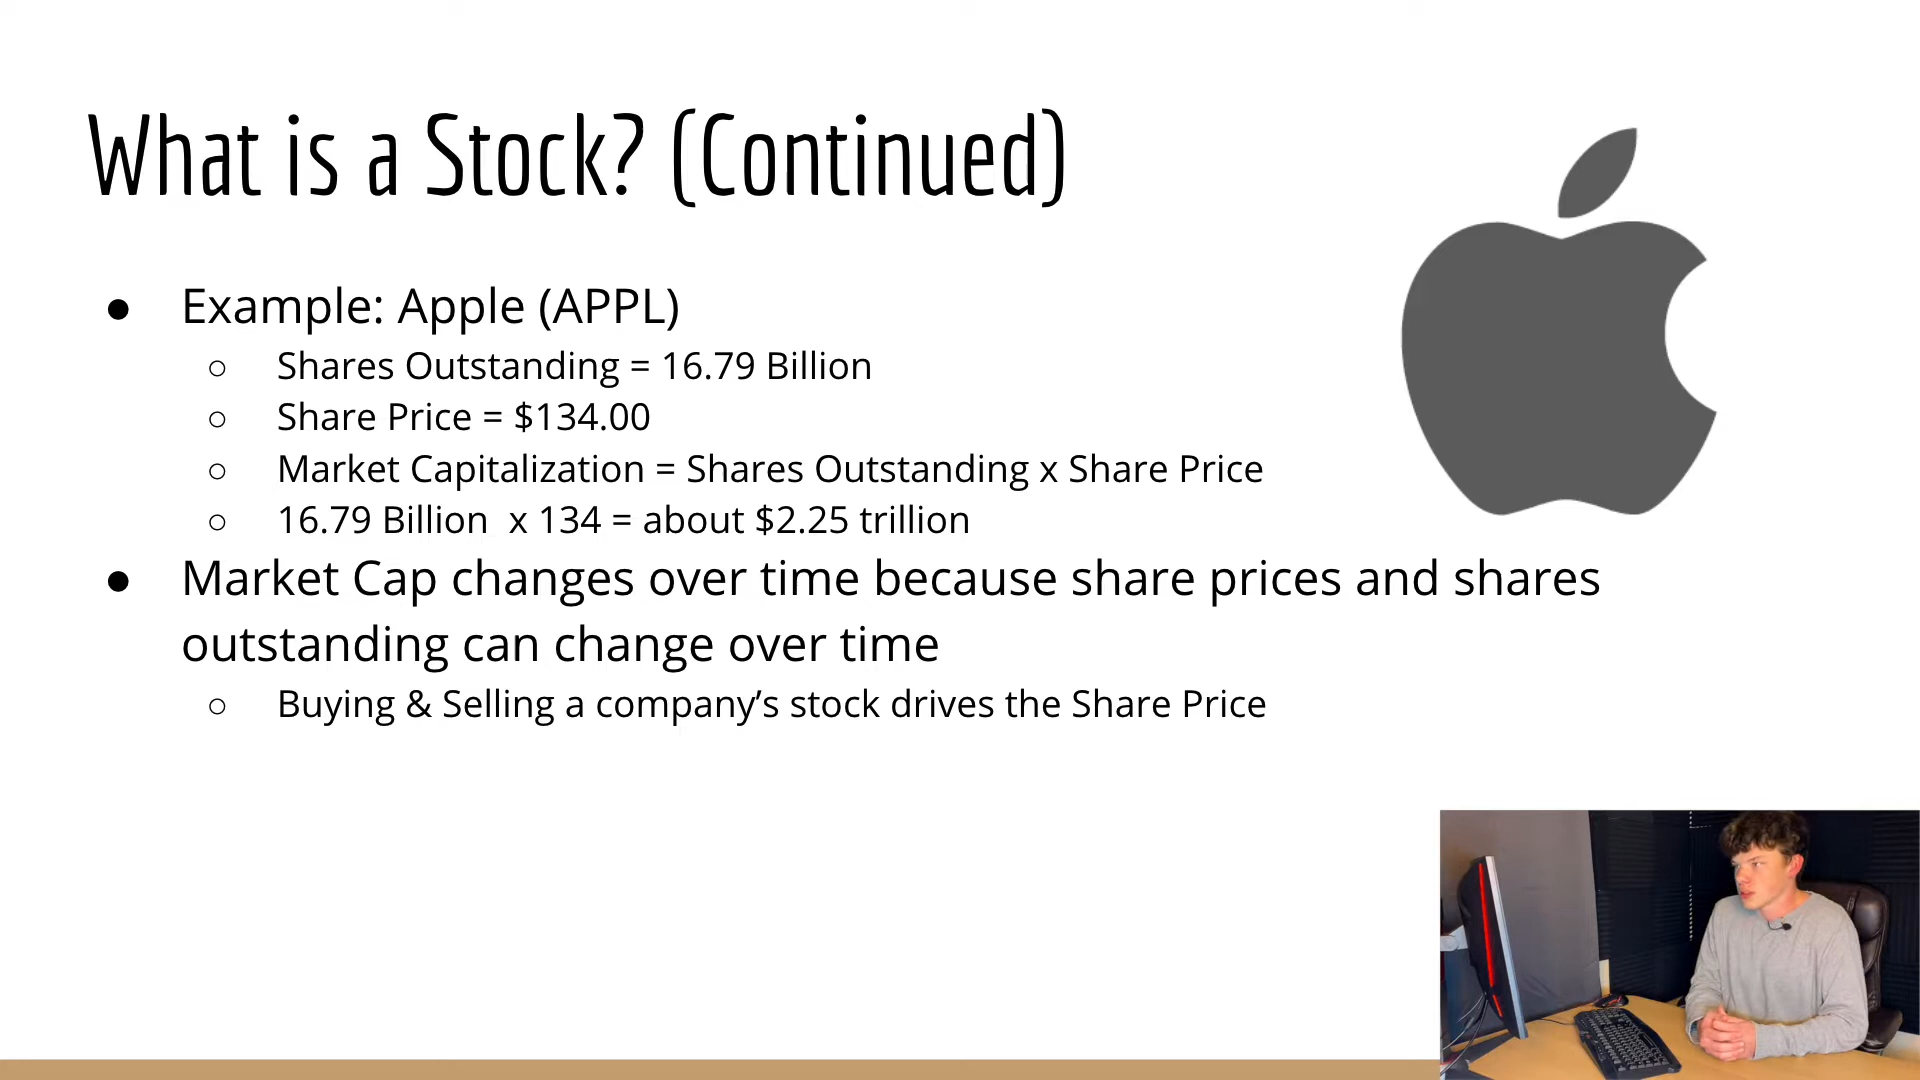 What is a Stock? (Continued)
● Example: Apple (APPL)
○ Shares Outstanding = 16.79 Billion
○ Share Price = $134.00
○ Market Capitalization = Shares Outstanding x Share Price
○ 16.79 Billion  x 134 = about $2.25 trillion
● Market Cap changes over time because share prices and shares
outstanding can change over time
○ Buying & Selling a company’s stock drives the Share Price